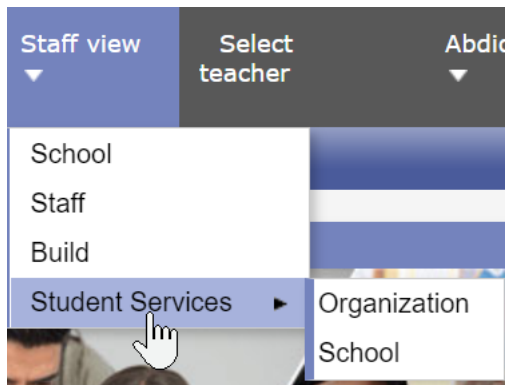 Staff view
Select
teacher
School
Staff
Build
Student Services
Organization
School